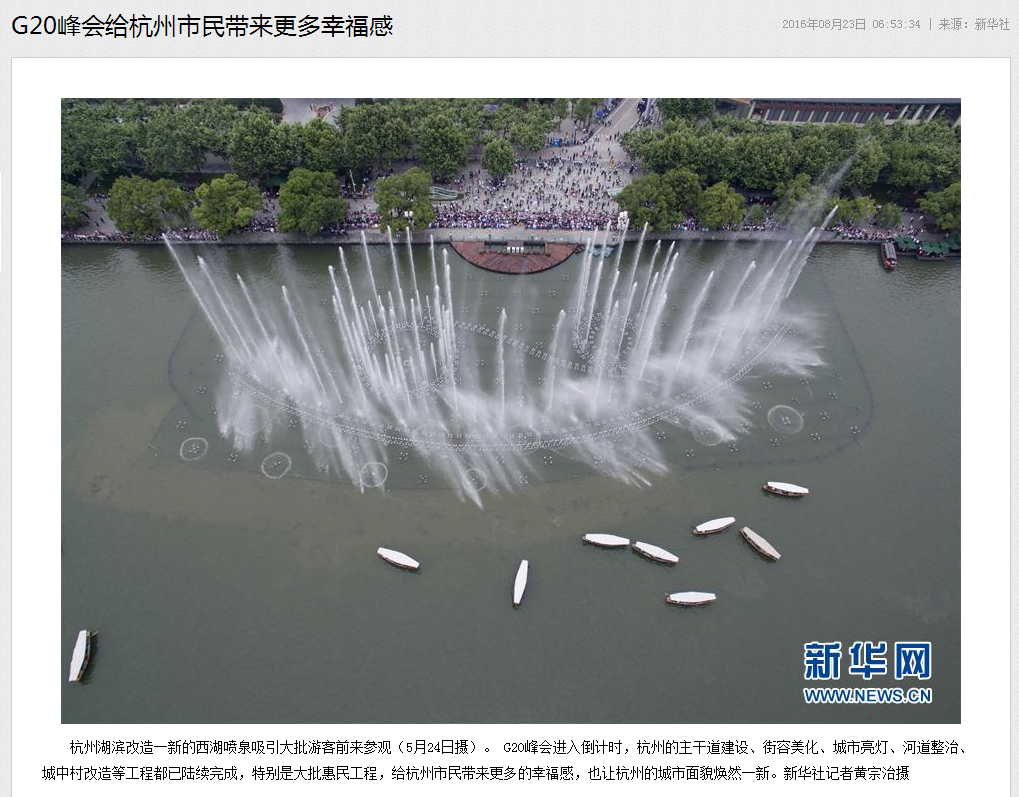 G20峰会给杭州市民带来更多幸福感
2016年08月23日 06:53:34 | 来源：新华社
新华网
WWW.NEWS.CN
杭州湖滨改造一新的西湖喷泉吸引大批游客前来参观（5月24日摄）。 G20峰会进入倒计时，杭州的主干道建设、街容美化、城市亮灯、河道整治、
城中村改造等工程都已陆续完成，特别是大批惠民工程，给杭州市民带来更多的幸福感，也让杭州的城市面貌焕然一新。新华社记者黄宗治摄